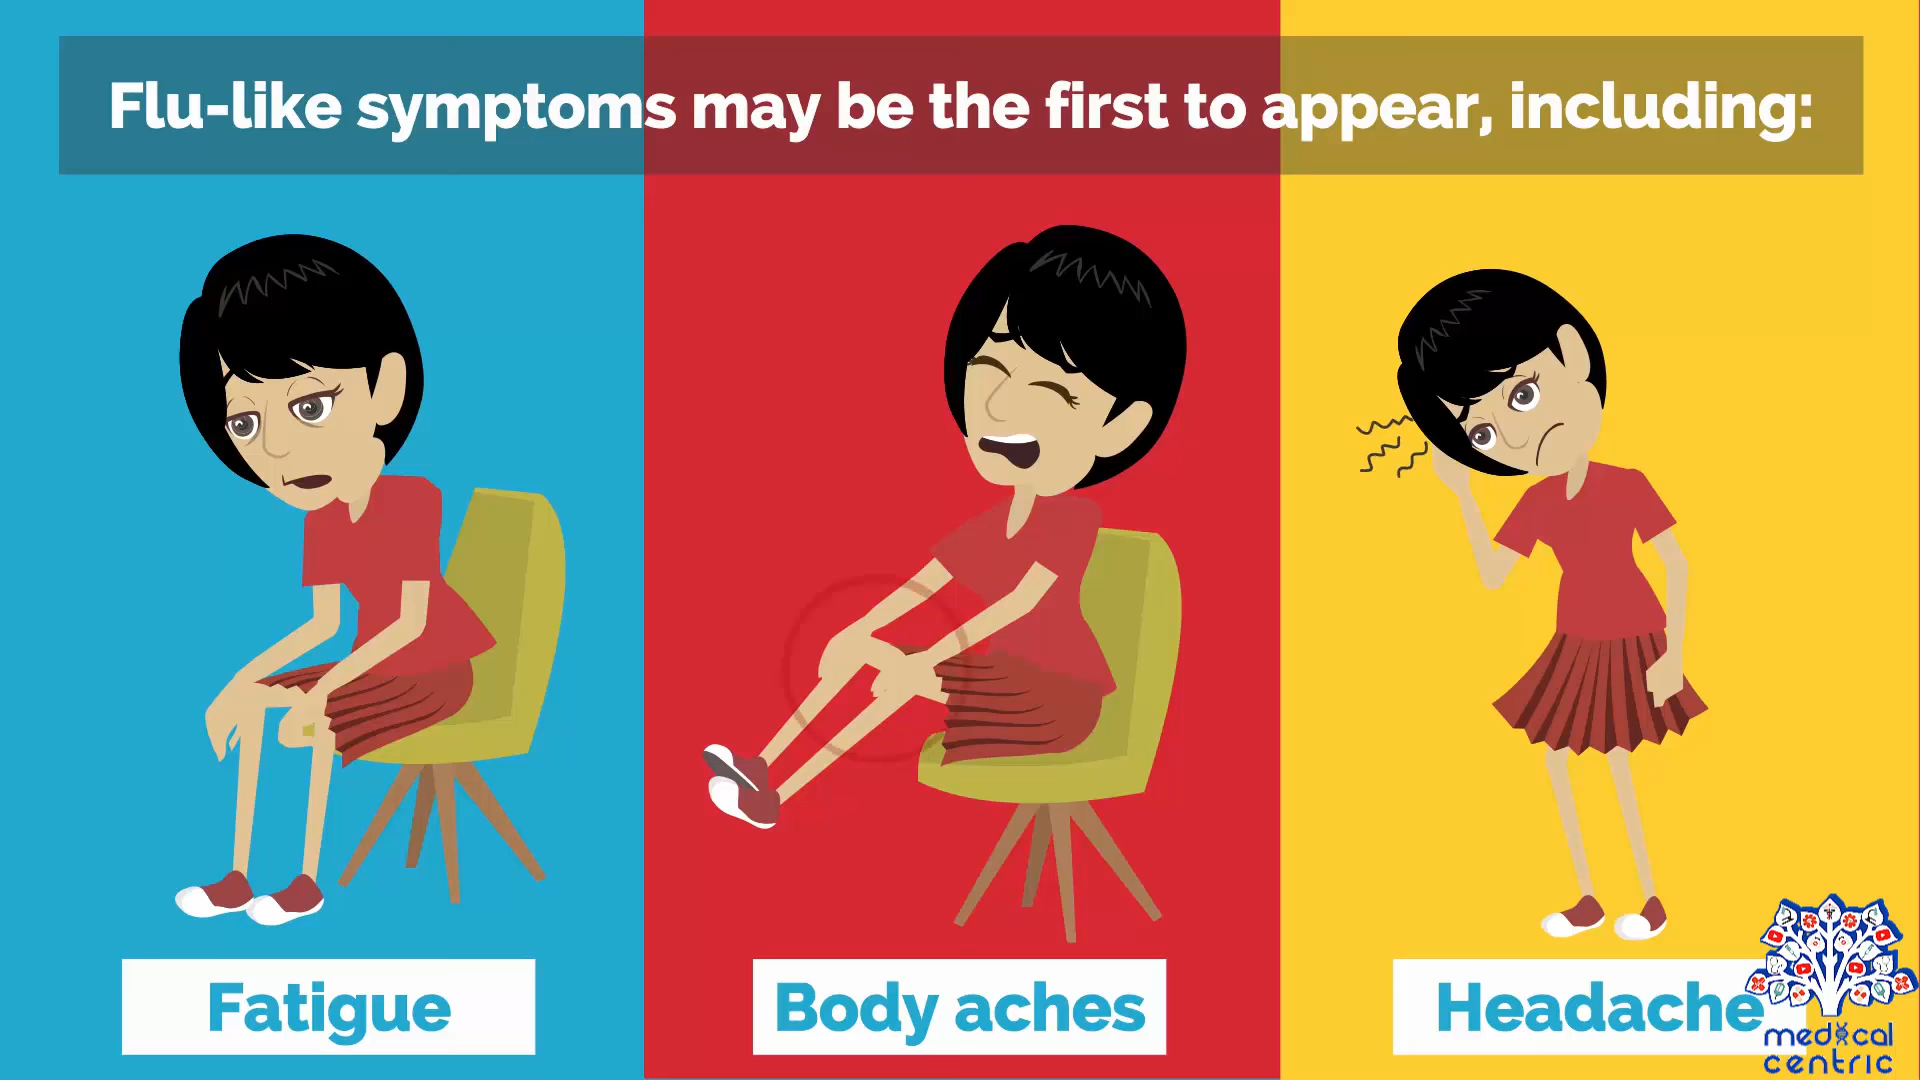 Flu-like symptoms may be the first to appear, including:
Fatigue
Body aches
Headache
medical
centric